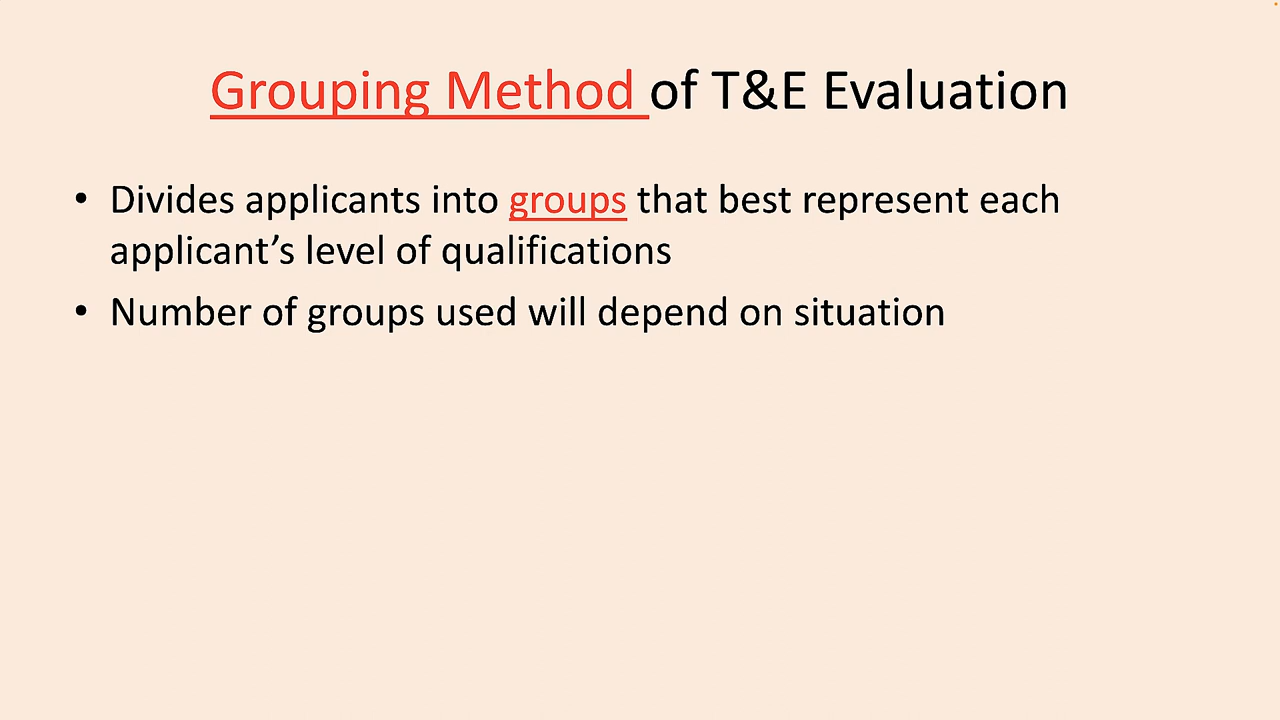 Grouping Method of T&E Evaluation
• Divides applicants into groups that best represent each
applicant’s level of qualifications
• Number of groups used will depend on situation